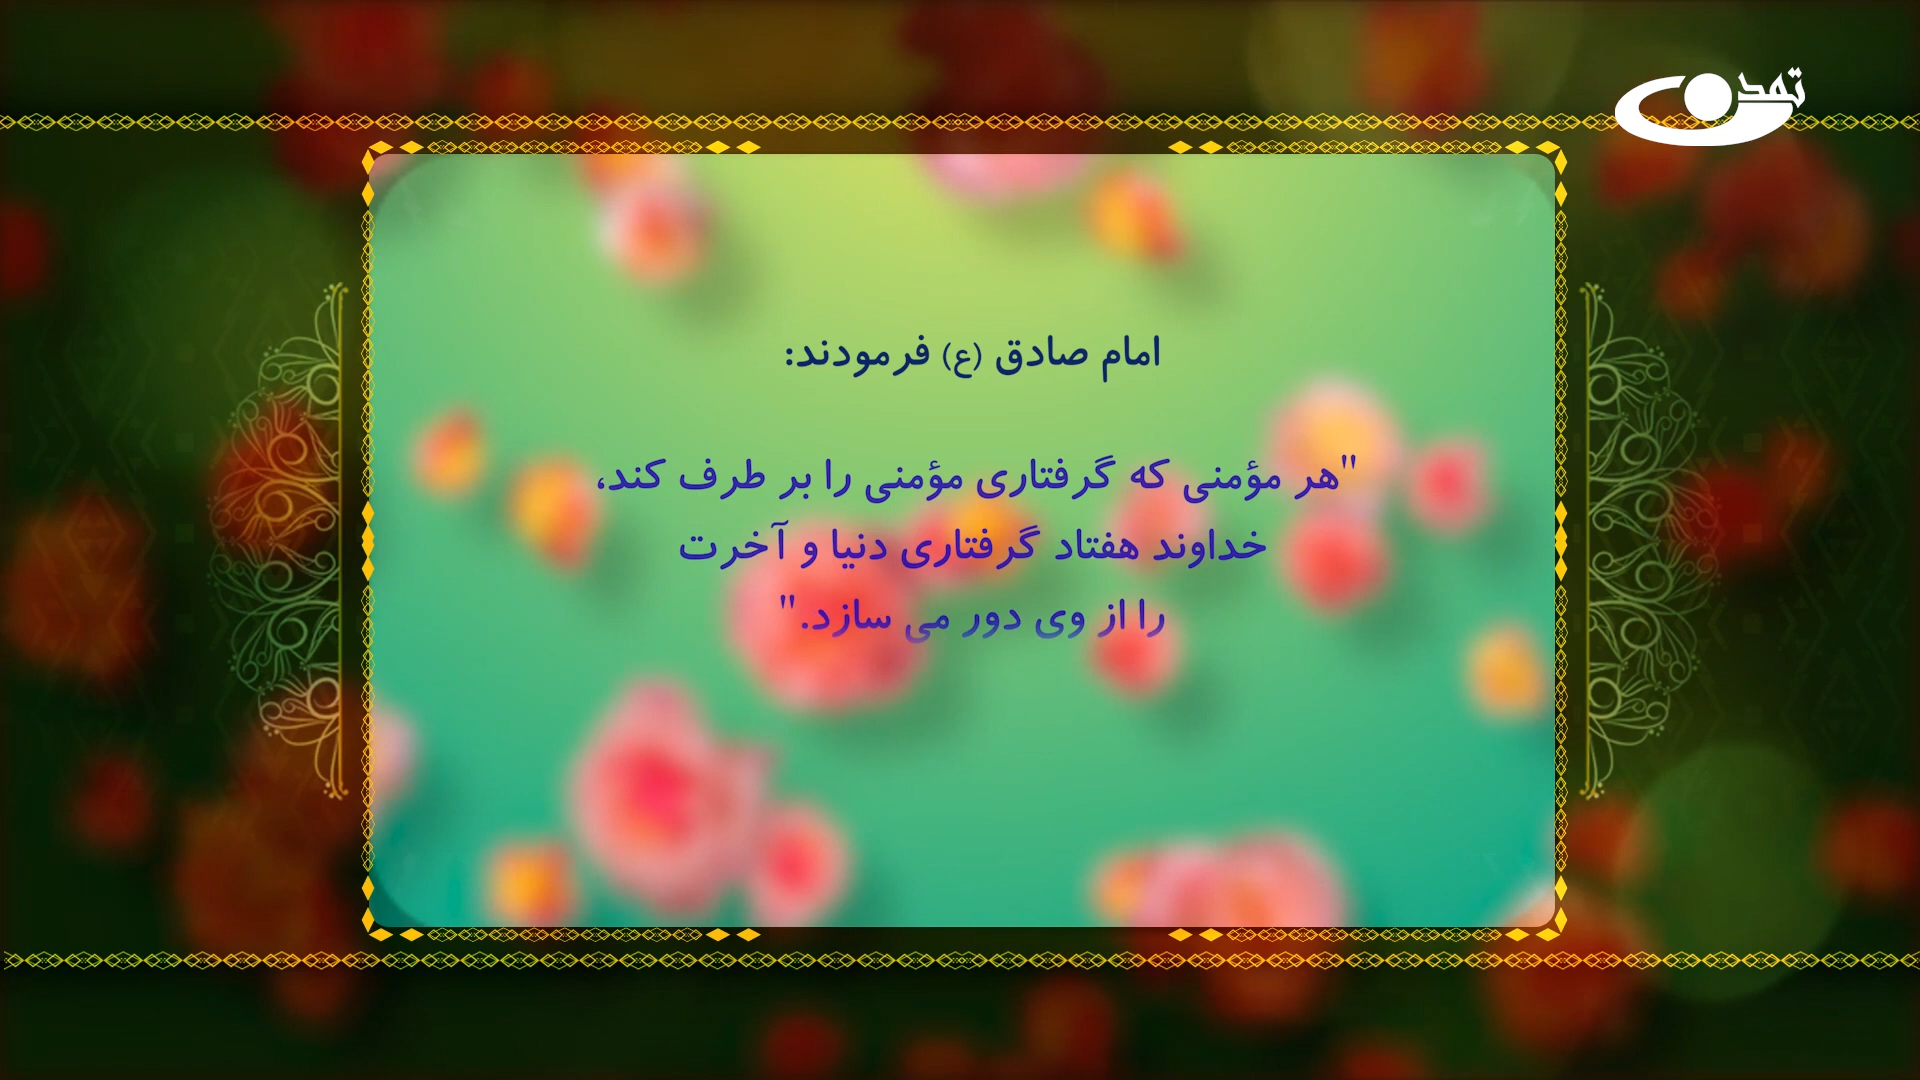 تمدن
امام صادق (ع) فرمودند:
"هر مؤمنی که گرفتاری مؤمنی را بر طرف کند،
خداوند هفتاد گرفتاری دنیا و آخرت
را از وی دور می سازد."